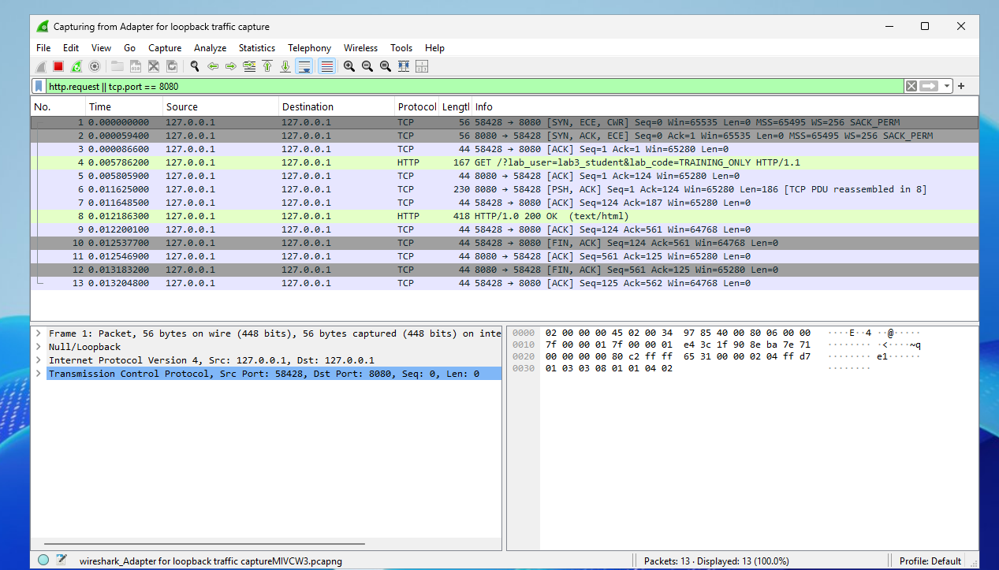 Capturing from Adapter for loopback traffic capture
File Edit View Go Capture Analyze Statistics Telephony Wireless Tools Help
http.request || tcp.port == 8080
No. Time Source Destination Protocol Lengtl Info
1 0.000000000 127.0.0.1 127.0.0.1 TCP 56 58428 → 8080 [SYN, ECE, CWR] Seq=0 Win=65535 Len=0 MSS=65495 WS=256 SACK_PERM
2 0.000059400 127.0.0.1 127.0.0.1 TCP 56 8080 → 58428 [SYN, ACK, ECE] Seq=0 Ack=1 Win=65535 Len=0 MSS=65495 WS=256 SACK_PERM
3 0.000086600 127.0.0.1 127.0.0.1 TCP 44 58428 → 8080 [ACK] Seq=1 Ack=1 Win=65280 Len=0
4 0.005786200 127.0.0.1 127.0.0.1 HTTP 167 GET /?lab_user=lab3_student&lab_code=TRAINING_ONLY HTTP/1.1
5 0.005805900 127.0.0.1 127.0.0.1 TCP 44 8080 → 58428 [ACK] Seq=1 Ack=124 Win=65280 Len=0
6 0.011625000 127.0.0.1 127.0.0.1 TCP 230 8080 → 58428 [PSH, ACK] Seq=1 Ack=124 Win=65280 Len=186 [TCP PDU reassembled in 8]
7 0.011648500 127.0.0.1 127.0.0.1 TCP 44 58428 → 8080 [ACK] Seq=124 Ack=187 Win=65280 Len=0
8 0.012186300 127.0.0.1 127.0.0.1 HTTP 418 HTTP/1.0 200 OK (text/html)
9 0.012200100 127.0.0.1 127.0.0.1 TCP 44 58428 → 8080 [ACK] Seq=124 Ack=561 Win=64768 Len=0
10 0.012537700 127.0.0.1 127.0.0.1 TCP 44 58428 → 8080 [FIN, ACK] Seq=124 Ack=561 Win=64768 Len=0
11 0.012546900 127.0.0.1 127.0.0.1 TCP 44 8080 → 58428 [ACK] Seq=561 Ack=125 Win=65280 Len=0
12 0.013183200 127.0.0.1 127.0.0.1 TCP 44 8080 → 58428 [FIN, ACK] Seq=561 Ack=125 Win=65280 Len=0
13 0.013204800 127.0.0.1 127.0.0.1 TCP 44 58428 → 8080 [ACK] Seq=125 Ack=562 Win=64768 Len=0
Frame 1: Packet, 56 bytes on wire (448 bits), 56 bytes captured (448 bits) on inte
Null/Loopback
Internet Protocol Version 4, Src: 127.0.0.1, Dst: 127.0.0.1
Transmission Control Protocol, Src Port: 58428, Dst Port: 8080, Seq: 0, Len: 0
0000 02 00 00 00 45 02 00 34 97 85 40 00 80 06 00 00 ····E··4 ··@·····
0010 7f 00 00 01 7f 00 00 01 e4 3c 1f 90 8e ba 7e 71 ········ ·<····~q
0020 00 00 00 00 80 c2 ff ff 65 31 00 00 02 04 ff d7 ········ e1······
0030 01 03 03 08 01 01 04 02 ········
wireshark_Adapter for loopback traffic captureMIVCW3.pcapng Packets: 13 · Displayed: 13 (100.0%) Profile: Default